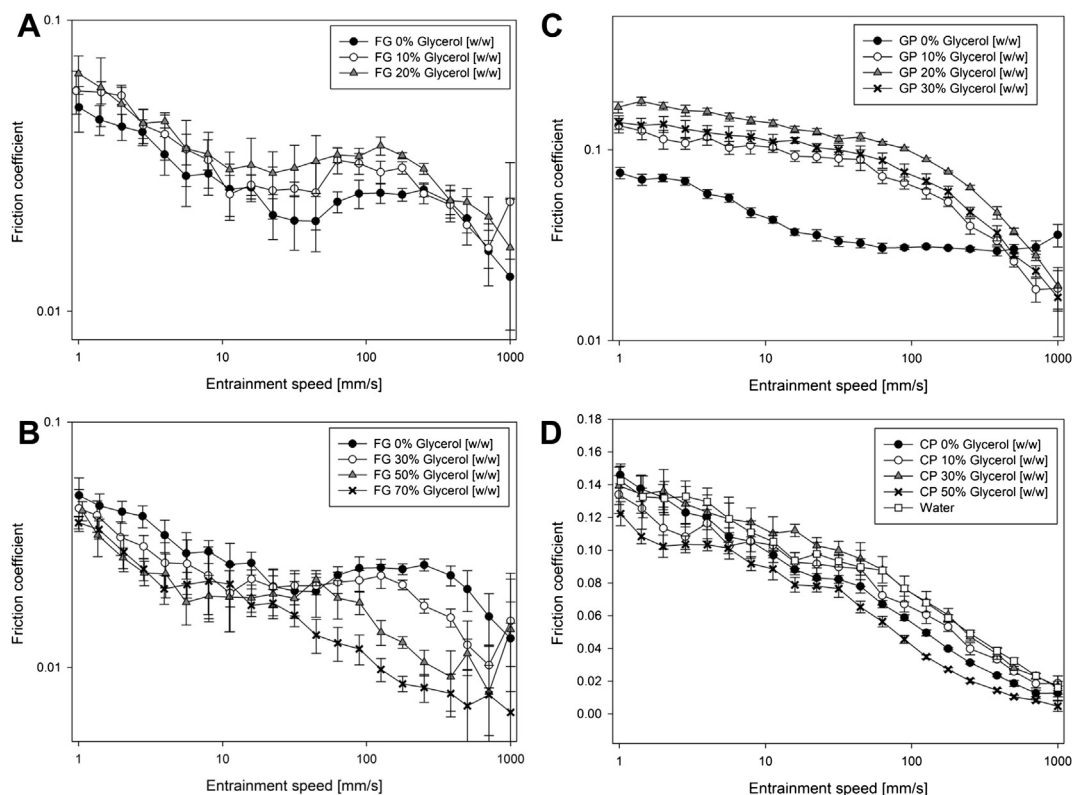 A
0.1
0.01
Friction coefficient
FG 0% Glycerol [w/w]
FG 10% Glycerol [w/w]
FG 20% Glycerol [w/w]
1 10 100 1000
Entrainment speed [mm/s]
B
0.1
0.01
Friction coefficient
FG 0% Glycerol [w/w]
FG 30% Glycerol [w/w]
FG 50% Glycerol [w/w]
FG 70% Glycerol [w/w]
1 10 100 1000
Entrainment speed [mm/s]
C
0.1
0.01
Friction coefficient
GP 0% Glycerol [w/w]
GP 10% Glycerol [w/w]
GP 20% Glycerol [w/w]
GP 30% Glycerol [w/w]
1 10 100 1000
Entrainment speed [mm/s]
D
0.18
0.16
0.14
0.12
0.10
0.08
0.06
0.04
0.02
0.00
Friction coefficient
CP 0% Glycerol [w/w]
CP 10% Glycerol [w/w]
CP 30% Glycerol [w/w]
CP 50% Glycerol [w/w]
Water
1 10 100 1000
Entrainment speed [mm/s]